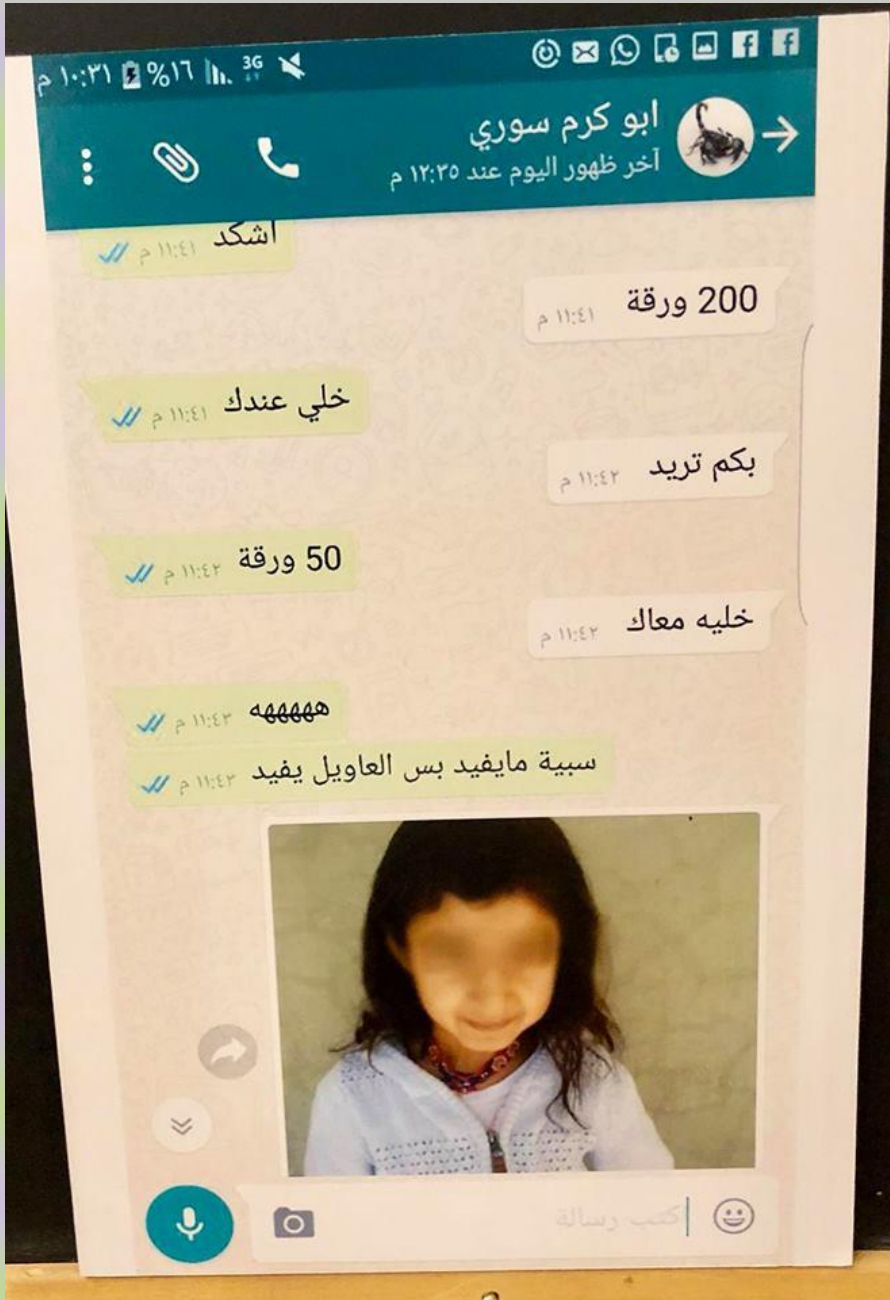 م ١٠:٣١ %١٦ 3G
ابو كرم سوري
آخر ظهور اليوم عند ١٢:٣٥ م
اشكد ١١:٤١ م
200 ورقة ١١:٤١ م
خلي عندك ١١:٤١ م
بكم تريد ١١:٤٢ م
50 ورقة ١١:٤٢ م
خليه معاك ١١:٤٢ م
هههههه ١١:٤٣ م
سبية مايفيد بس العاويل يفيد ١١:٤٣ م
كتب رسالة